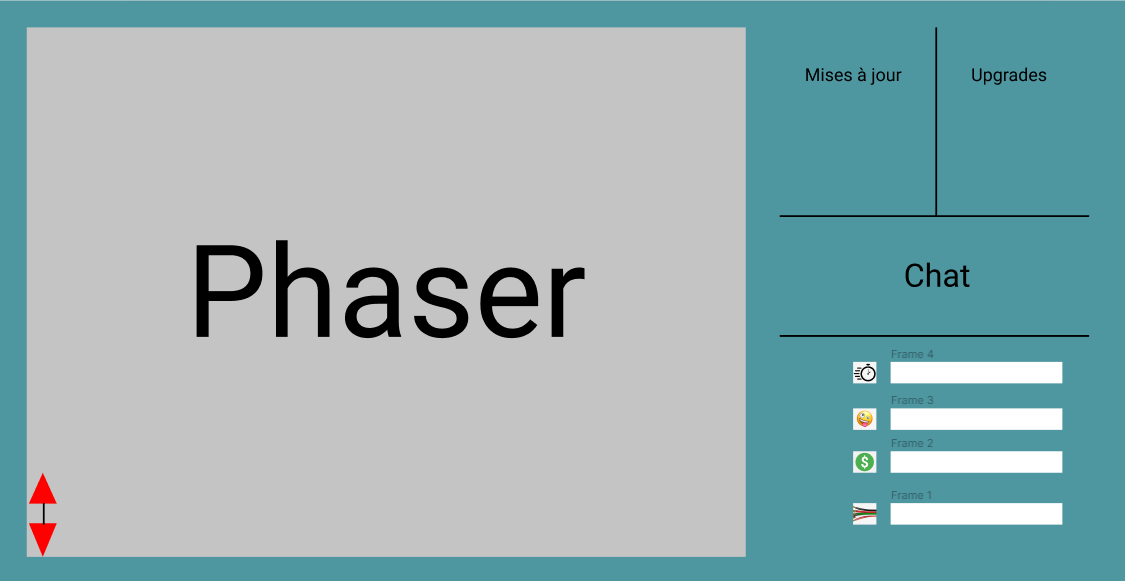 Phaser
Mises à jour
Upgrades
Chat
Frame 4
Frame 3
$
Frame 2
Frame 1